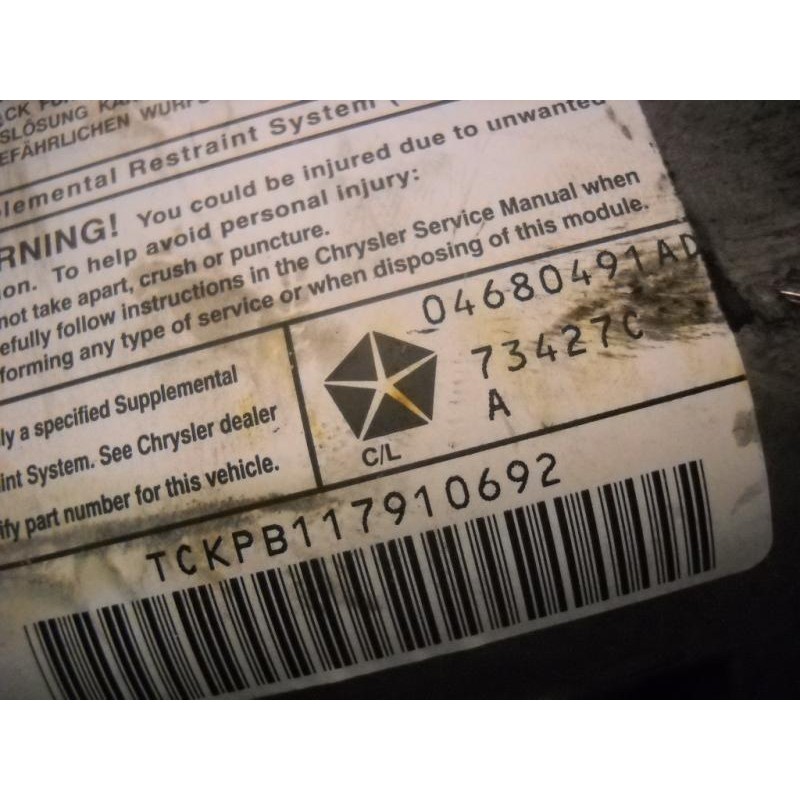 EFÄHRLICHEN
lemental Restraint System (
RNING! You could be injured due to unwanted
on. To help avoid personal injury:
not take apart, crush or puncture.
efully follow instructions in the Chrysler Service Manual when
forming any type of service or when disposing of this module.
ly a specified Supplemental
int System. See Chrysler dealer
ify part number for this vehicle.
C/L
04680491AD
73427C
A
TCKPB117910692